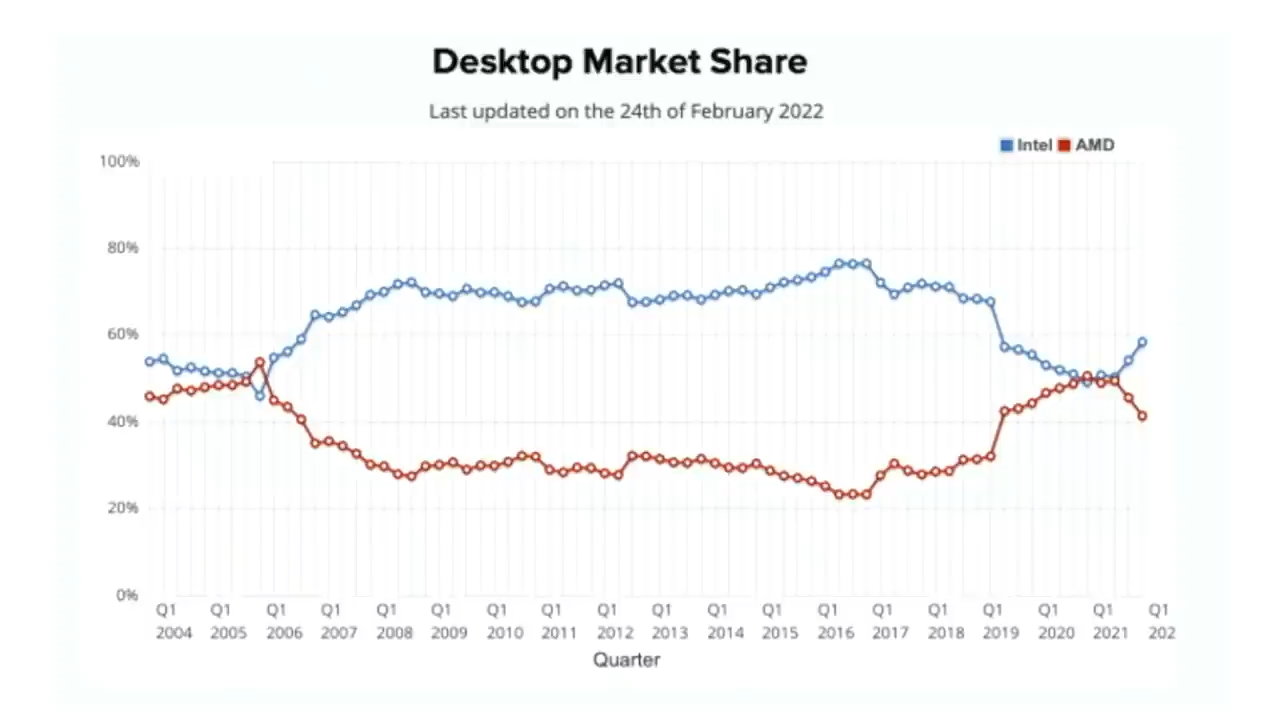 Desktop Market Share
Last updated on the 24th of February 2022
Intel AMD
100%
80%
60%
40%
20%
0%
Q1 Q1 Q1 Q1 Q1 Q1 Q1 Q1 Q1 Q1 Q1 Q1 Q1 Q1 Q1 Q1 Q1 Q1 Q1
2004 2005 2006 2007 2008 2009 2010 2011 2012 2013 2014 2015 2016 2017 2018 2019 2020 2021 202
Quarter